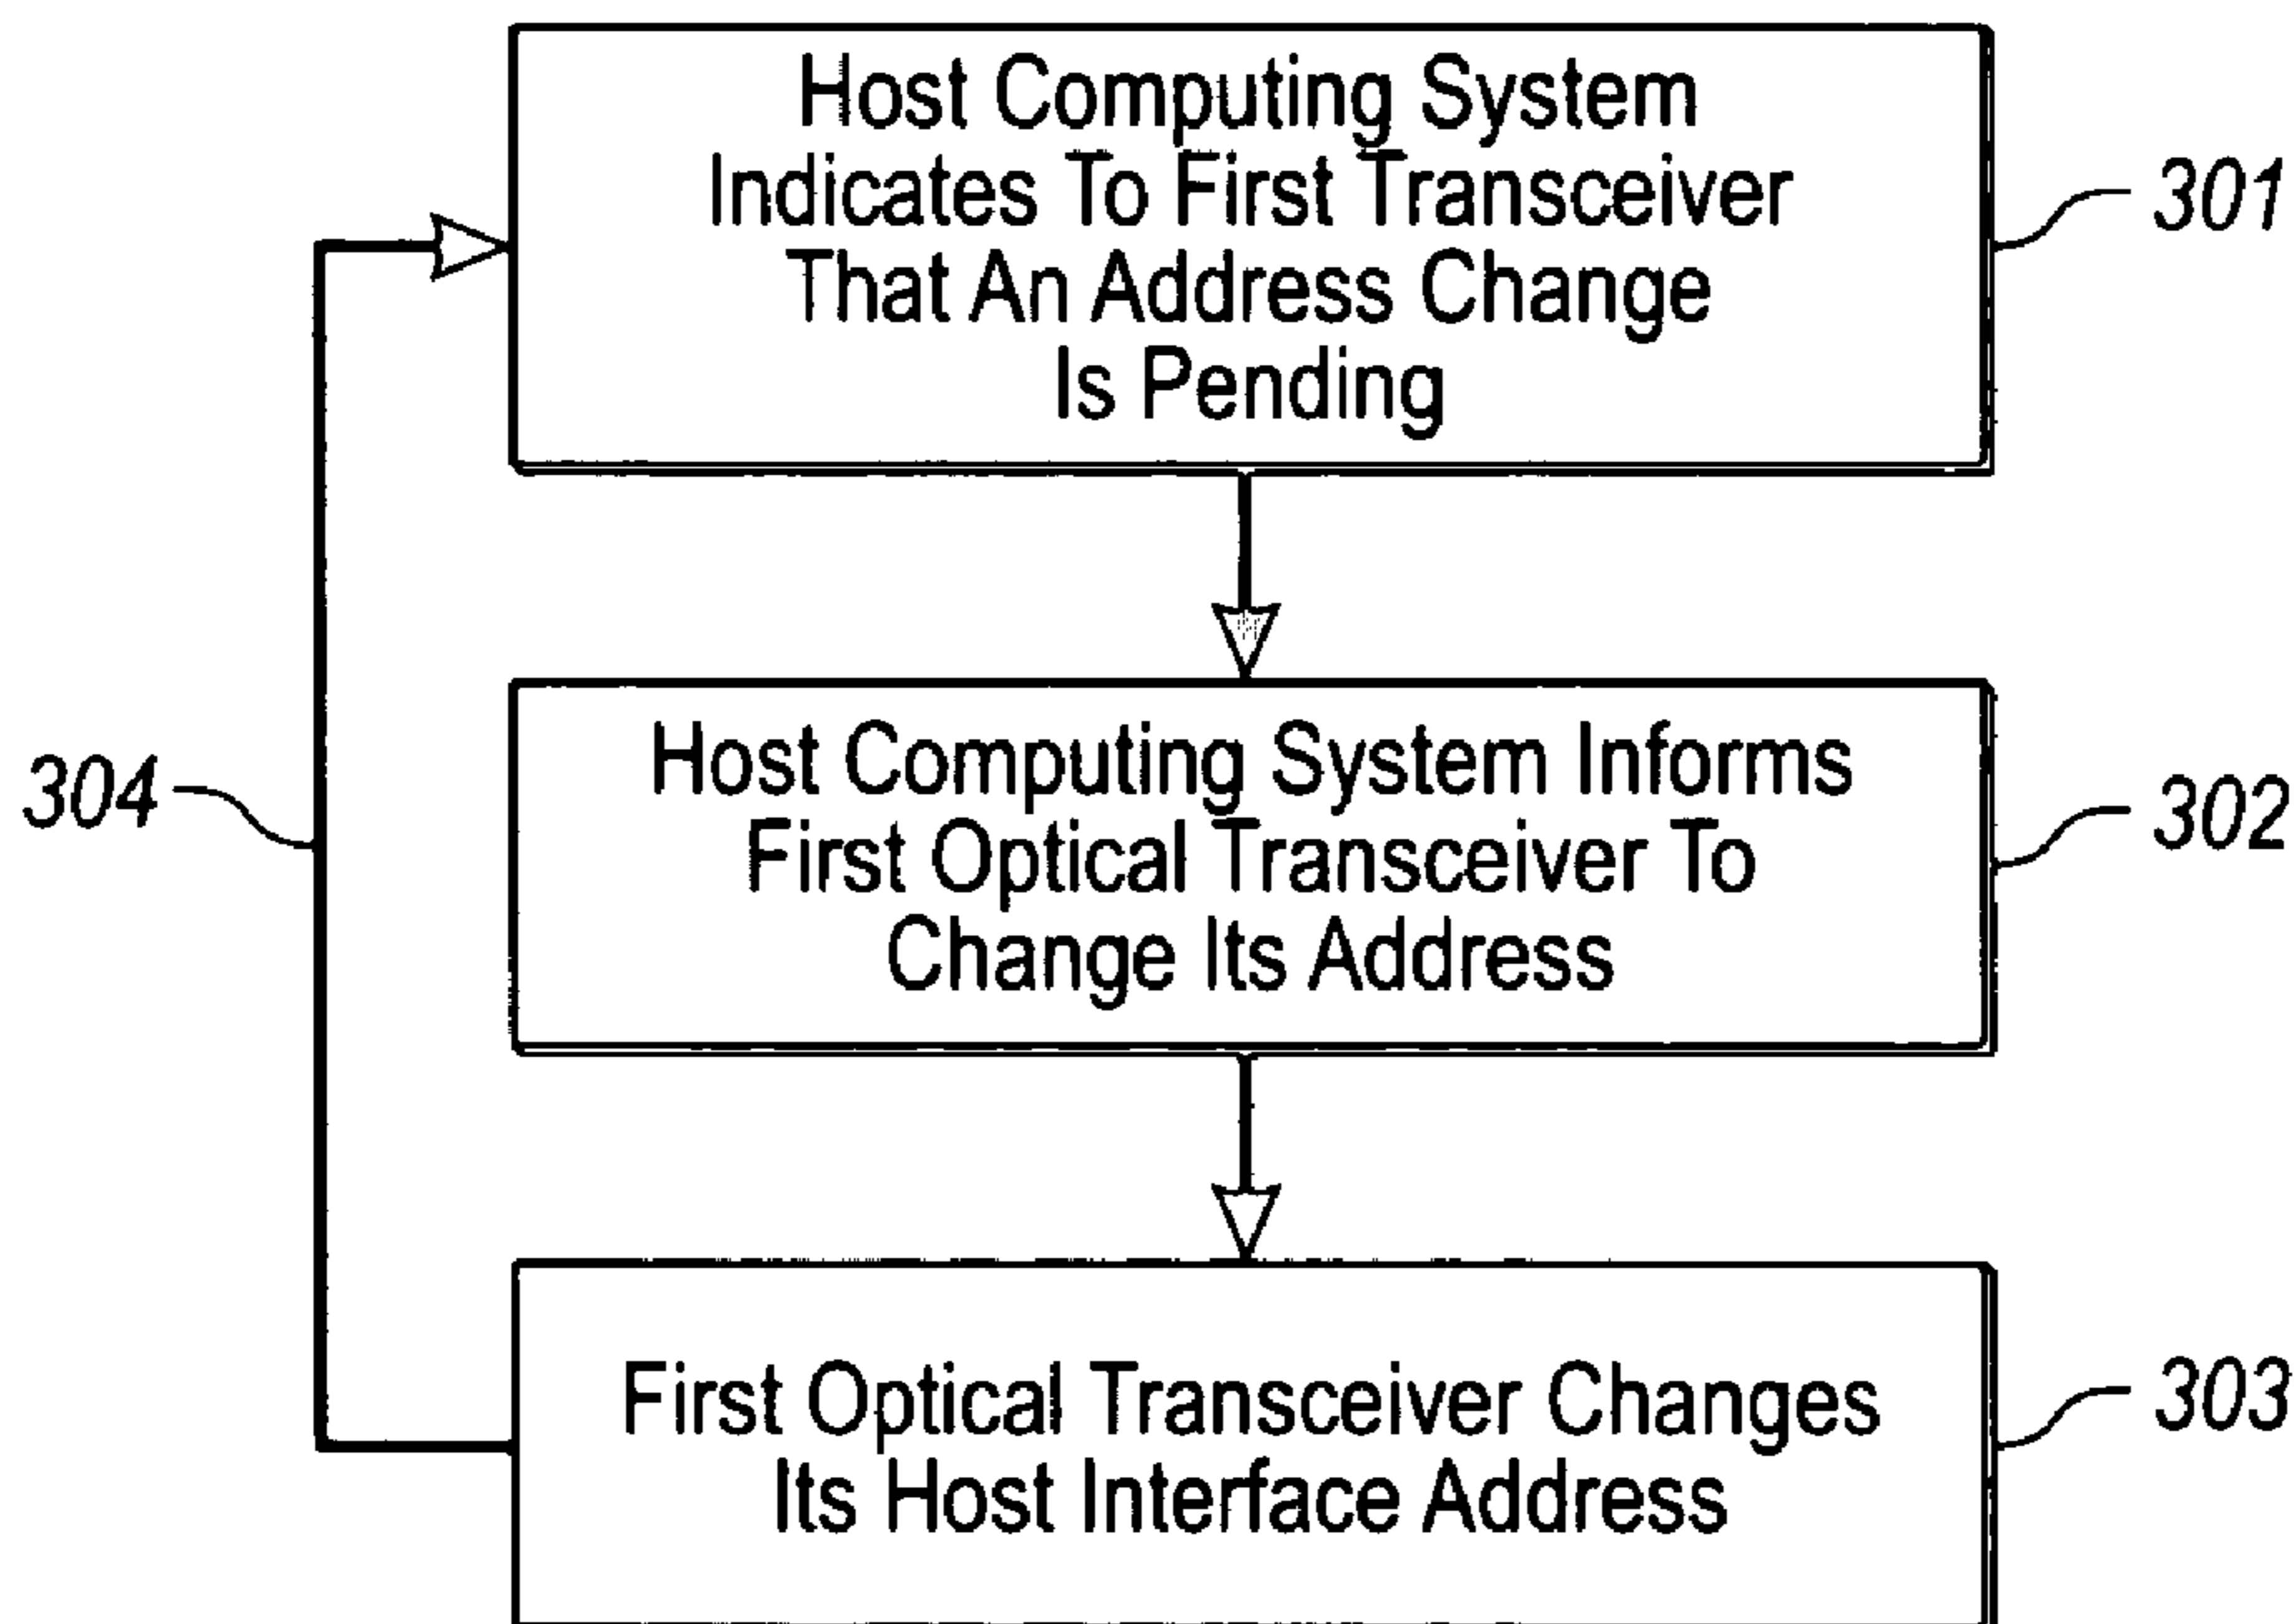 Host Computing System
Indicates To First Transceiver
That An Address Change
Is Pending
301
304
Host Computing System Informs
First Optical Transceiver To
Change Its Address
302
First Optical Transceiver Changes
Its Host Interface Address
303